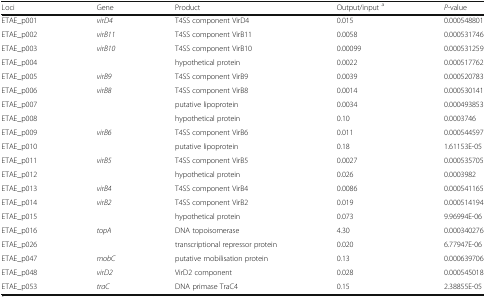 Loci Gene Product Output/input a P-value
ETAE_p001 virD4 T4SS component VirD4 0.015 0.000548801
ETAE_p002 virB11 T4SS component VirB11 0.0058 0.000531746
ETAE_p003 virB10 T4SS component VirB10 0.00099 0.000531259
ETAE_p004 hypothetical protein 0.0022 0.000517762
ETAE_p005 virB9 T4SS component VirB9 0.0039 0.000520783
ETAE_p006 virB8 T4SS component VirB8 0.0014 0.000530141
ETAE_p007 putative lipoprotein 0.0034 0.000493853
ETAE_p008 hypothetical protein 0.10 0.0003746
ETAE_p009 virB6 T4SS component VirB6 0.011 0.000544597
ETAE_p010 putative lipoprotein 0.18 1.61153E-05
ETAE_p011 virB5 T4SS component VirB5 0.0027 0.000535705
ETAE_p012 hypothetical protein 0.026 0.0003982
ETAE_p013 virB4 T4SS component VirB4 0.0086 0.000541165
ETAE_p014 virB2 T4SS component VirB2 0.019 0.000514194
ETAE_p015 hypothetical protein 0.073 9.96994E-06
ETAE_p016 topA DNA topoisomerase 4.30 0.000340276
ETAE_p026 transcriptional repressor protein 0.020 6.77947E-06
ETAE_p047 mobC putative mobilisation protein 0.13 0.000639706
ETAE_p048 virD2 VirD2 component 0.028 0.000545018
ETAE_p053 traC DNA primase TraC4 0.15 2.38855E-05